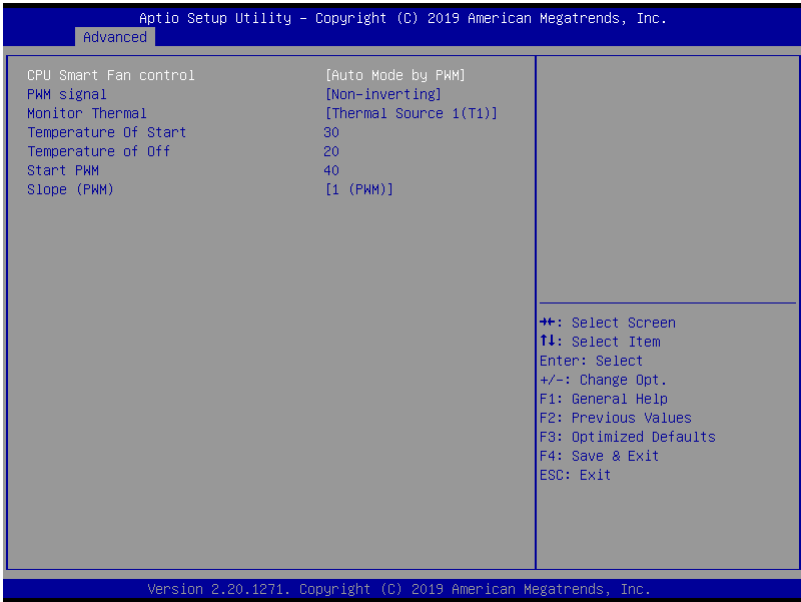 Aptio Setup Utility – Copyright (C) 2019 American Megatrends, Inc.
Advanced
CPU Smart Fan control [Auto Mode by PWM]
PWM signal [Non-inverting]
Monitor Thermal [Thermal Source 1(T1)]
Temperature Of Start 30
Temperature of Off 20
Start PWM 40
Slope (PWM) [1 (PWM)]
→←: Select Screen
↑↓: Select Item
Enter: Select
+/-: Change Opt.
F1: General Help
F2: Previous Values
F3: Optimized Defaults
F4: Save & Exit
ESC: Exit
Version 2.20.1271. Copyright (C) 2019 American Megatrends, Inc.